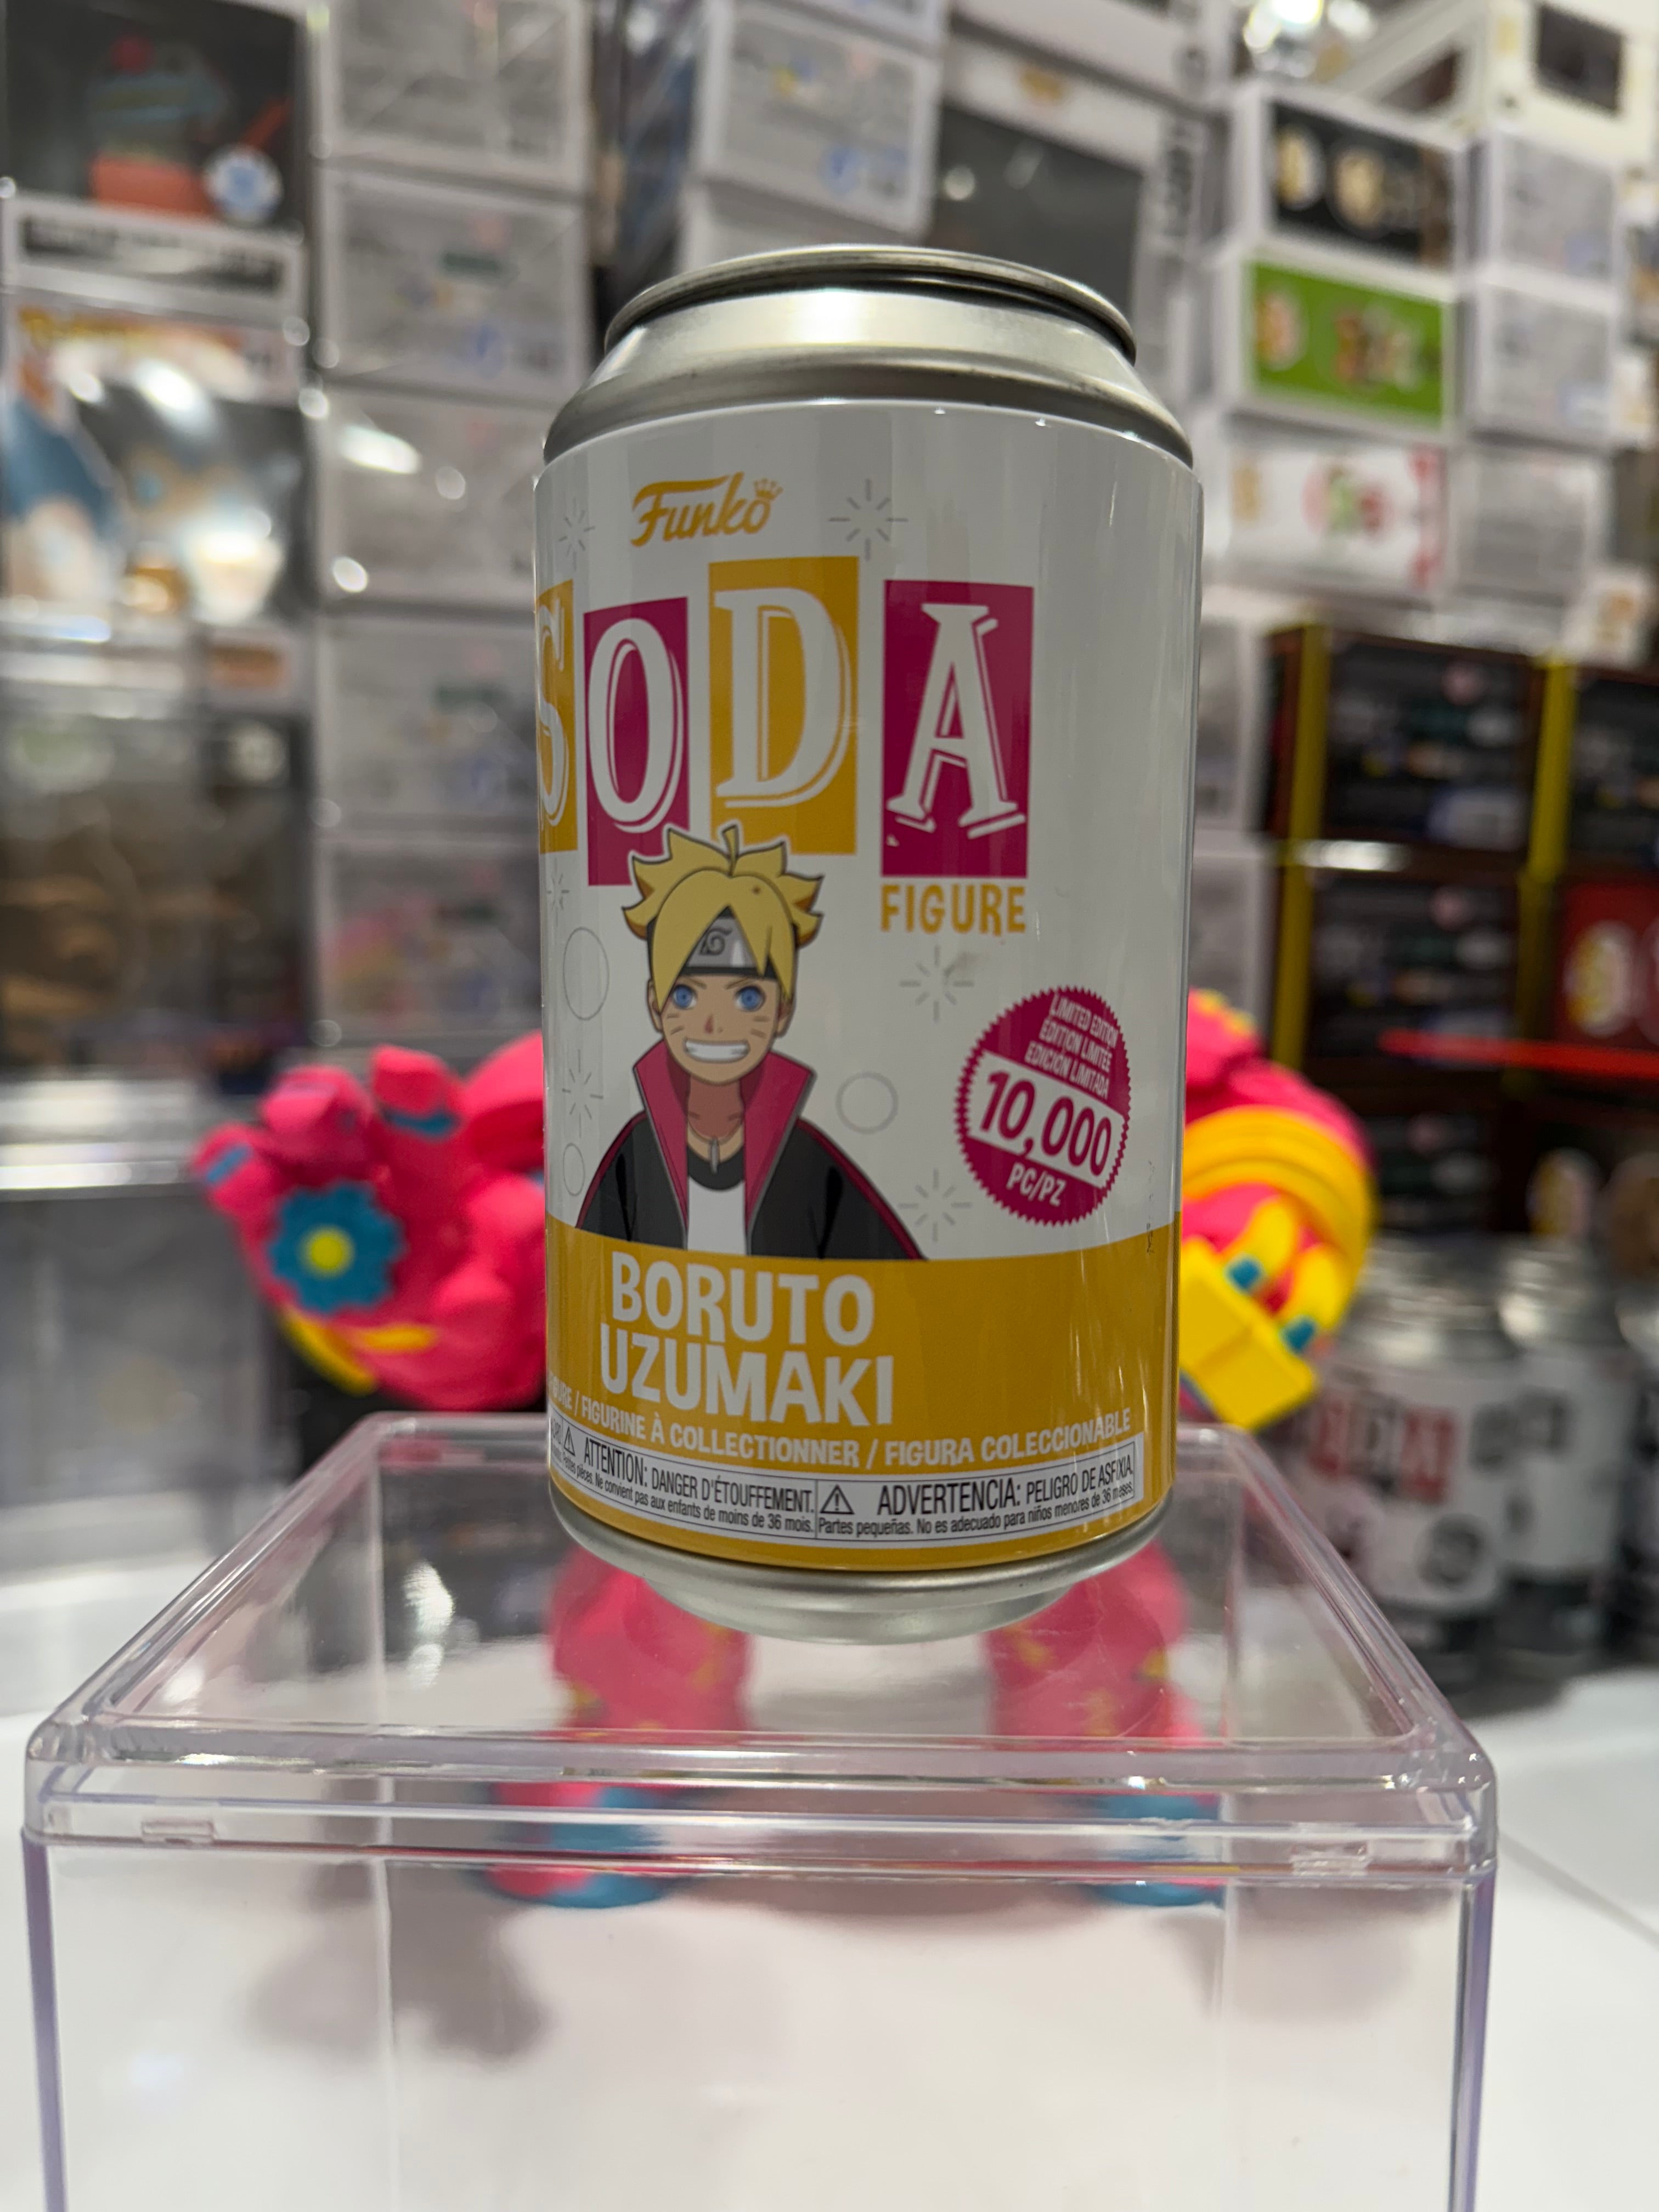 Funko
SODA
FIGURE
LIMITED EDITION
ÉDITION LIMITÉE
EDICIÓN LIMITADA
10,000
PC/PZ
BORUTO
UZUMAKI
/ FIGURINE À COLLECTIONNER / FIGURA COLECCIONABLE
ATTENTION: DANGER D'ÉTOUFFEMENT.
pièces. Ne convient pas aux enfants de moins de 36 mois.
ADVERTENCIA: PELIGRO DE ASFIXIA.
Partes pequeñas. No es adecuado para niños menores de 36 meses.